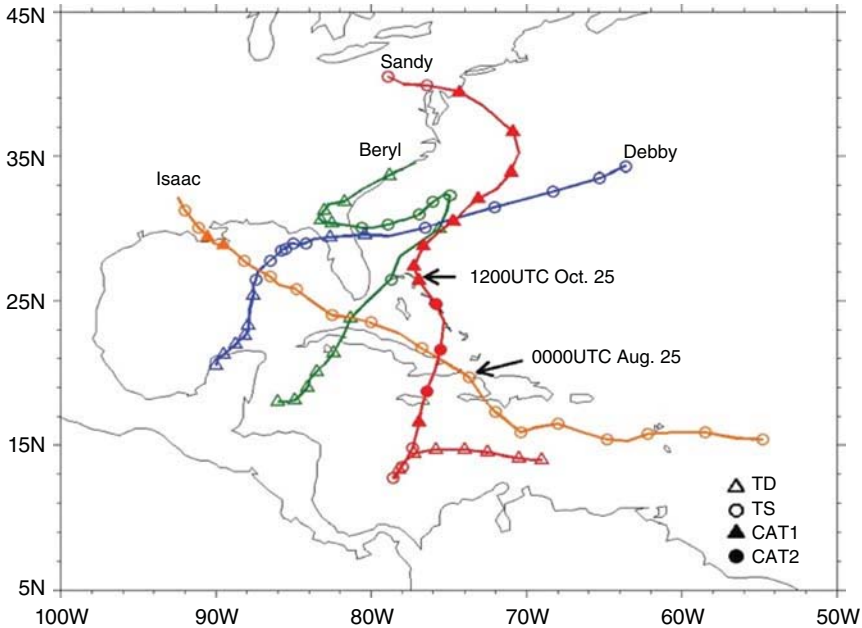 45N
Sandy
35N
Beryl
Debby
Isaac
1200UTC Oct. 25
25N
0000UTC Aug. 25
15N
TD
TS
CAT1
CAT2
5N
100W 90W 80W 70W 60W 50W